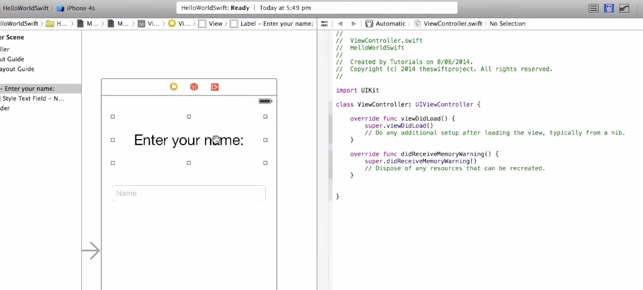 HelloWorldSwift
iPhone 4s
HelloWorldSwift: Ready | Today at 5:49 pm
HelloWorldSwift
H...
M...
M...
Vi...
Vi...
View
Label - Enter your name:
Automatic
ViewController.swift
No Selection
er Scene
ller
out Guide
ayout Guide
- Enter your name:
Style Text Field - N...
der
Enter your name:
Name
//
// ViewController.swift
// HelloWorldSwift
//
// Created by Tutorials on 8/06/2014.
// Copyright (c) 2014 theswiftproject. All rights reserved.
//
import UIKit
class ViewController: UIViewController {
override func viewDidLoad() {
super.viewDidLoad()
// Do any additional setup after loading the view, typically from a nib.
}
override func didReceiveMemoryWarning() {
super.didReceiveMemoryWarning()
// Dispose of any resources that can be recreated.
}
}